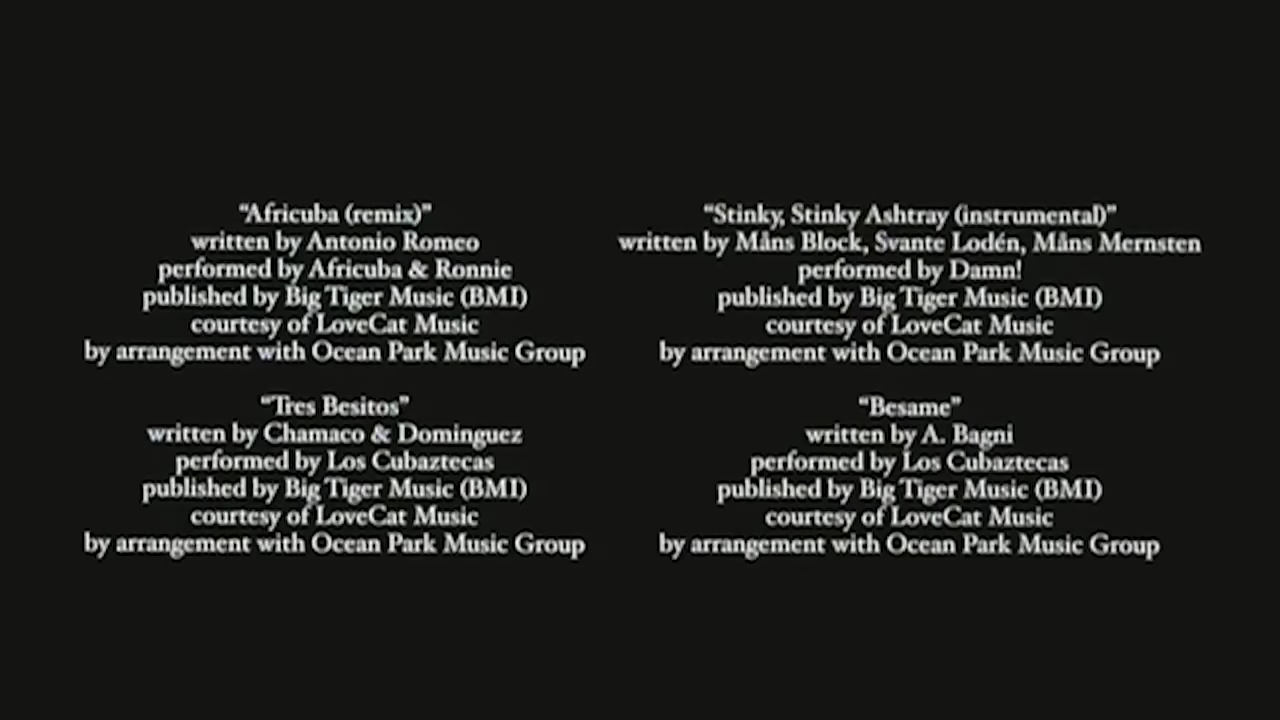 “Africuba (remix)”
written by Antonio Romeo
performed by Africuba & Ronnie
published by Big Tiger Music (BMI)
courtesy of LoveCat Music
by arrangement with Ocean Park Music Group
“Stinky, Stinky Ashtray (instrumental)”
written by Måns Block, Svante Lodén, Måns Mernsten
performed by Damn!
published by Big Tiger Music (BMI)
courtesy of LoveCat Music
by arrangement with Ocean Park Music Group
“Tres Besitos”
written by Chamaco & Dominguez
performed by Los Cubaztecas
published by Big Tiger Music (BMI)
courtesy of LoveCat Music
by arrangement with Ocean Park Music Group
“Besame”
written by A. Bagni
performed by Los Cubaztecas
published by Big Tiger Music (BMI)
courtesy of LoveCat Music
by arrangement with Ocean Park Music Group